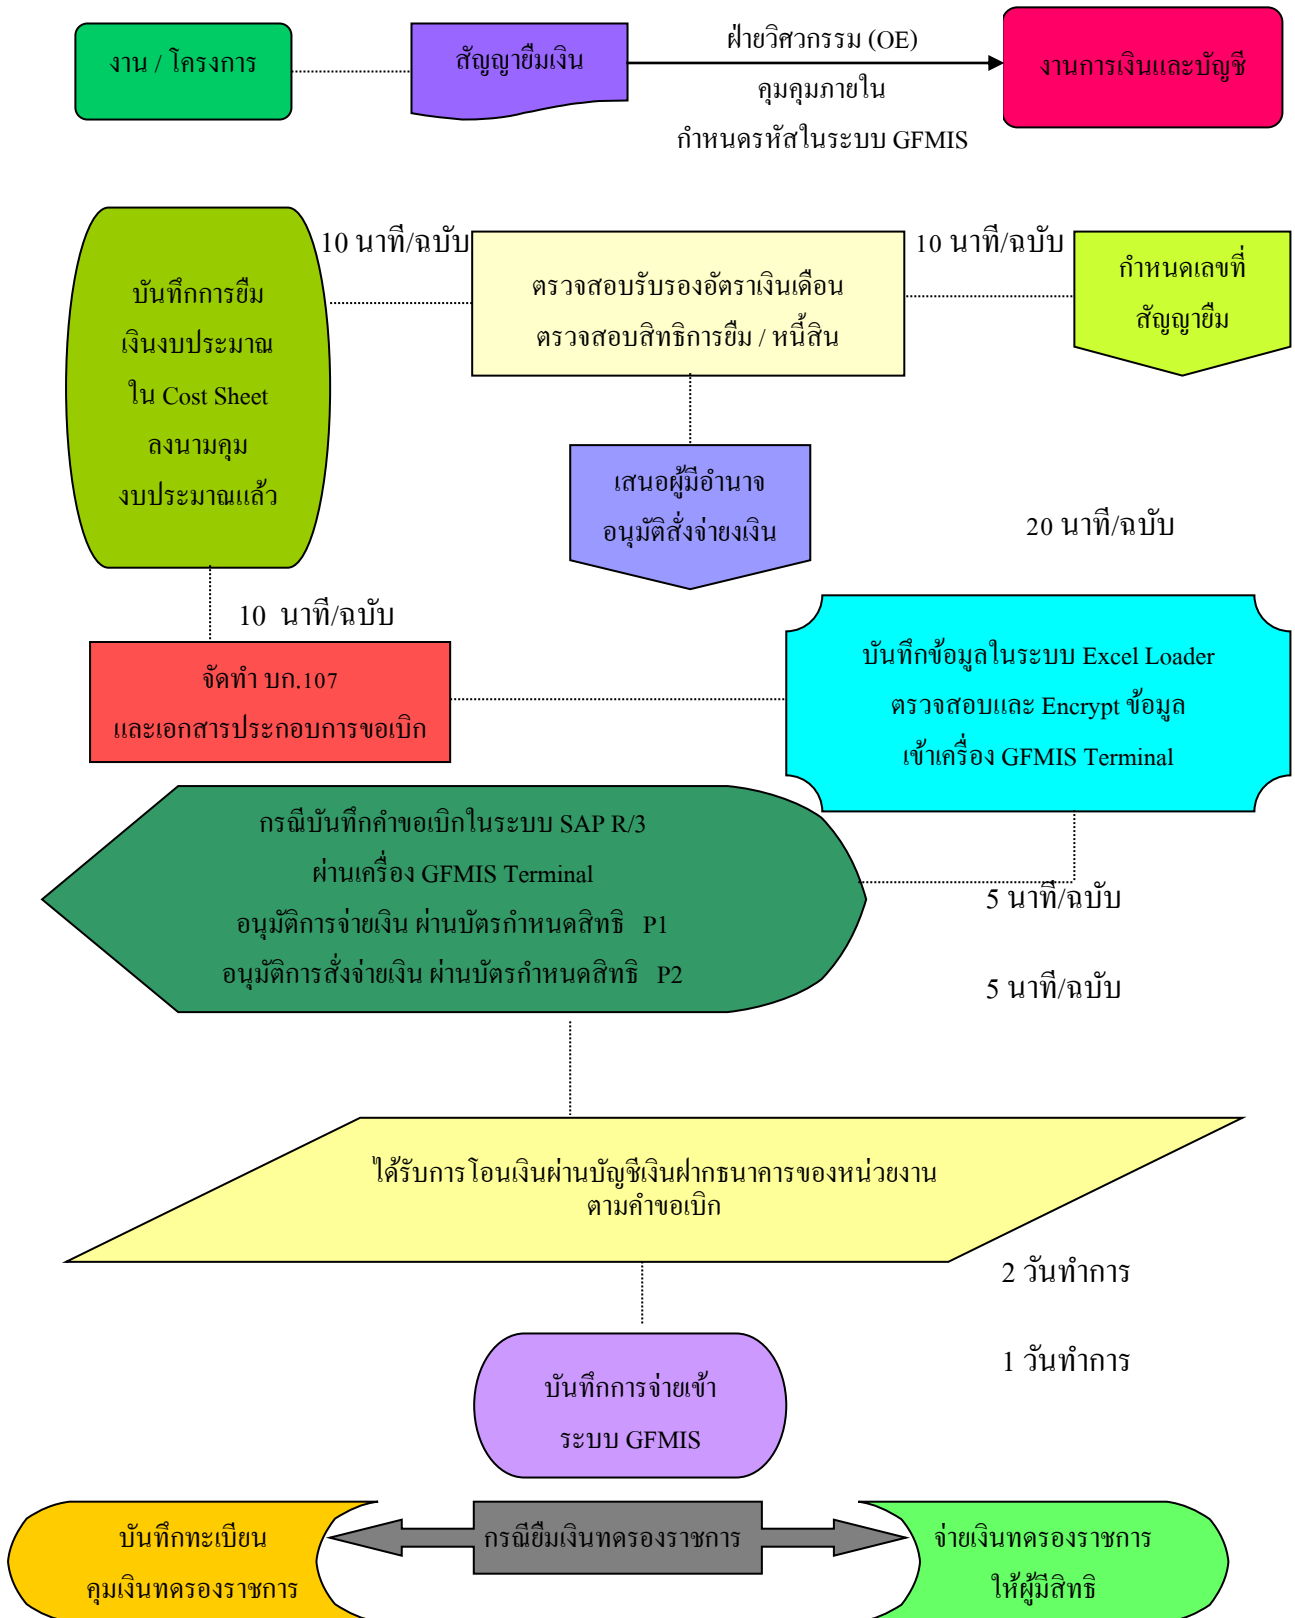 งาน / โครงการ
สัญญายืมเงิน
ฝ่ายวิศวกรรม (OE)
คุมคุมภายใน
กำหนดรหัสในระบบ GFMIS
งานการเงินและบัญชี
บันทึกการยืม
เงินงบประมาณ
ใน Cost Sheet
ลงนามคุม
งบประมาณแล้ว
10 นาที/ฉบับ
ตรวจสอบรับรองอัตราเงินเดือน
ตรวจสอบสิทธิการยืม / หนี้สิน
10 นาที/ฉบับ
กำหนดเลขที่
สัญญายืม
เสนอผู้มีอำนาจ
อนุมัติสั่งจ่ายงเงิน
20 นาที/ฉบับ
10 นาที/ฉบับ
จัดทำ บก.107
และเอกสารประกอบการขอเบิก
บันทึกข้อมูลในระบบ Excel Loader
ตรวจสอบและ Encrypt ข้อมูล
เข้าเครื่อง GFMIS Terminal
กรณีบันทึกคำขอเบิกในระบบ SAP R/3
ผ่านเครื่อง GFMIS Terminal
อนุมัติการจ่ายเงิน ผ่านบัตรกำหนดสิทธิ P1
อนุมัติการสั่งจ่ายเงิน ผ่านบัตรกำหนดสิทธิ P2
5 นาที/ฉบับ
5 นาที/ฉบับ
ได้รับการโอนเงินผ่านบัญชีเงินฝากธนาคารของหน่วยงาน
ตามคำขอเบิก
2 วันทำการ
1 วันทำการ
บันทึกการจ่ายเข้า
ระบบ GFMIS
บันทึกทะเบียน
คุมเงินทดรองราชการ
กรณียืมเงินทดรองราชการ
จ่ายเงินทดรองราชการ
ให้ผู้มีสิทธิ